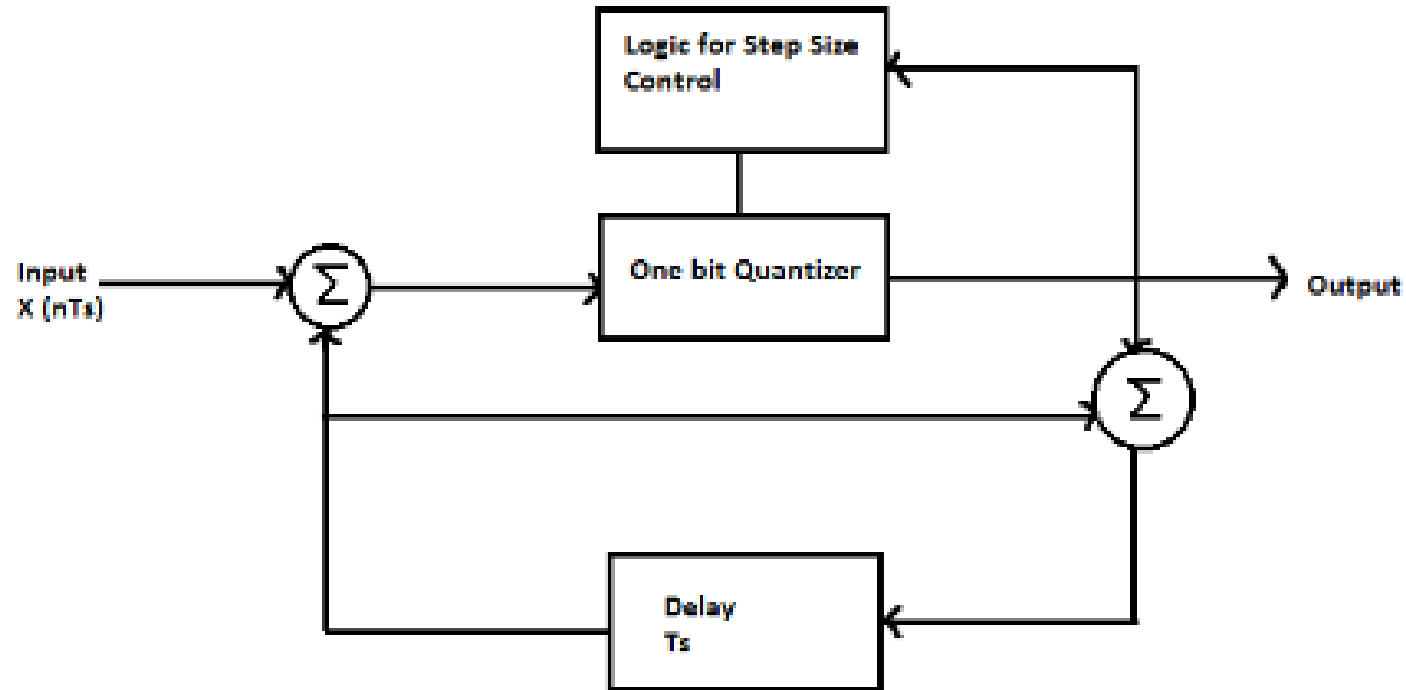 Logic for Step Size
Control
Input
X (nTs)
Σ
One bit Quantizer
Output
Σ
Delay
Ts